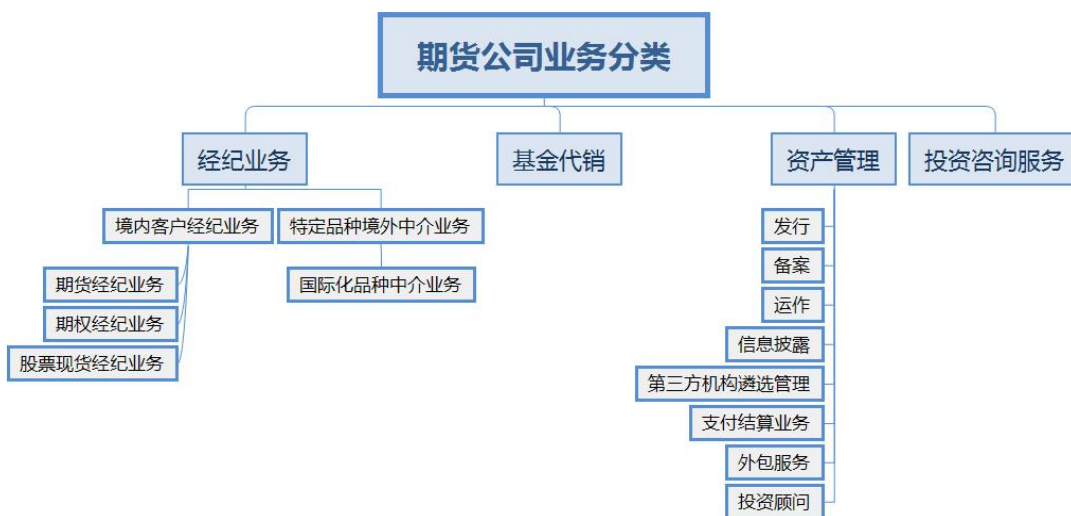 期货公司业务分类
经纪业务
基金代销
资产管理
投资咨询服务
境内客户经纪业务
特定品种境外中介业务
期货经纪业务
期权经纪业务
股票现货经纪业务
国际化品种中介业务
发行
备案
运作
信息披露
第三方机构遴选管理
支付结算业务
外包服务
投资顾问